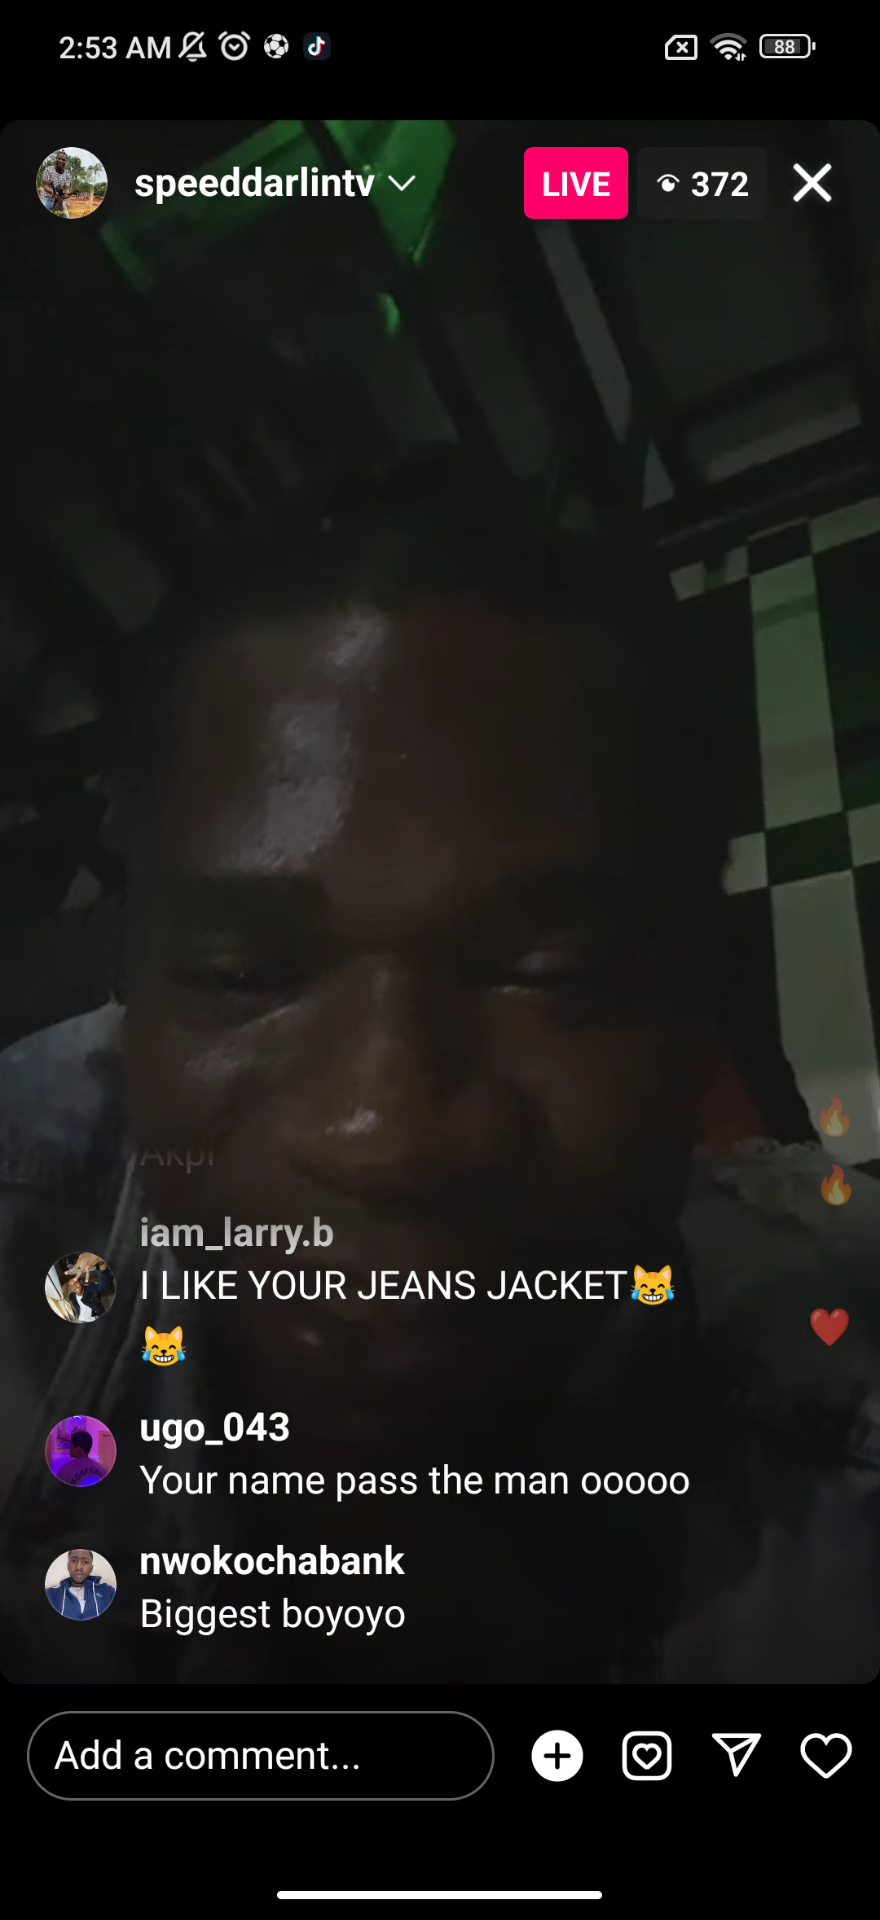 2:53 AM
88
speeddarlintv
LIVE
372
Akpi
iam_larry.b
I LIKE YOUR JEANS JACKET😹
😹
ugo_043
Your name pass the man ooooo
nwokochabank
Biggest boyoyo
Add a comment...